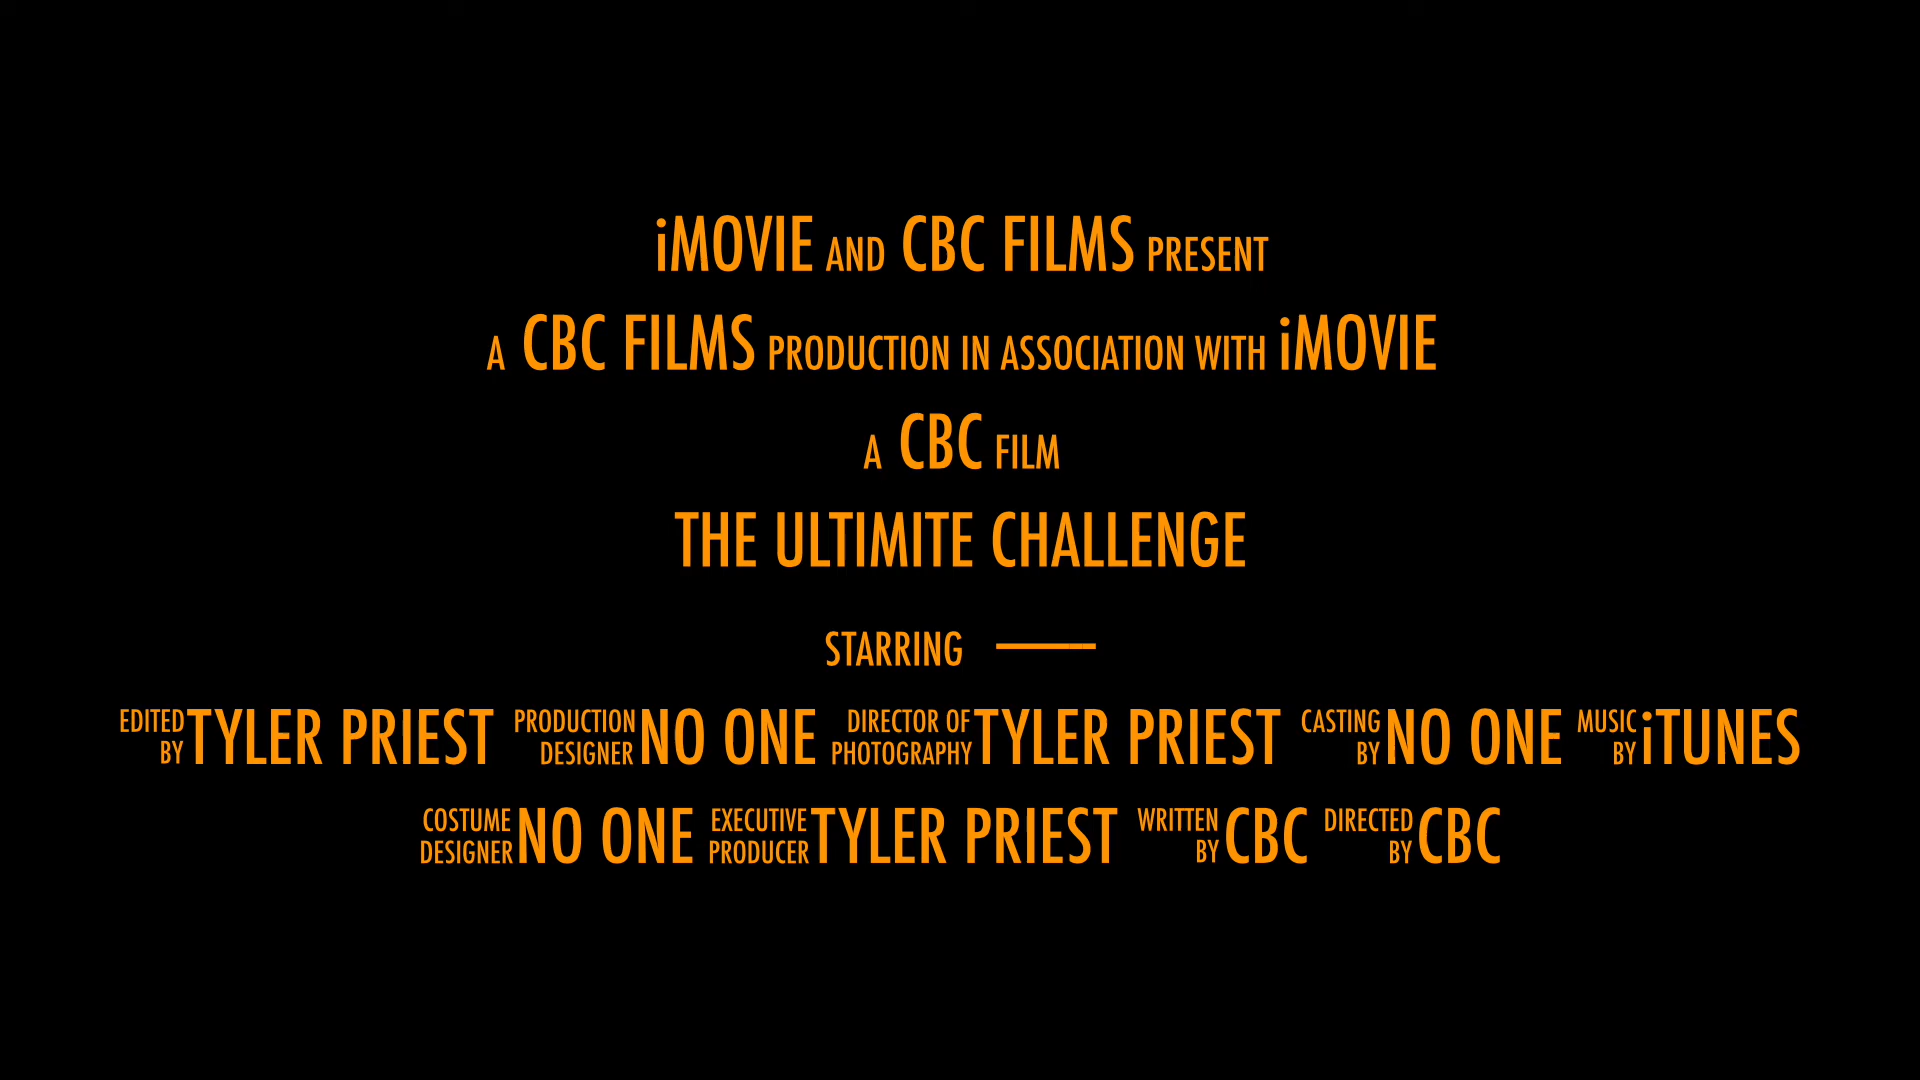 iMOVIE AND CBC FILMS PRESENT
A CBC FILMS PRODUCTION IN ASSOCIATION WITH iMOVIE
A CBC FILM
THE ULTIMITE CHALLENGE
STARRING ———
EDITED BY TYLER PRIEST PRODUCTION DESIGNER NO ONE DIRECTOR OF PHOTOGRAPHY TYLER PRIEST CASTING BY NO ONE MUSIC BY iTUNES
COSTUME DESIGNER NO ONE EXECUTIVE PRODUCER TYLER PRIEST WRITTEN BY CBC DIRECTED BY CBC